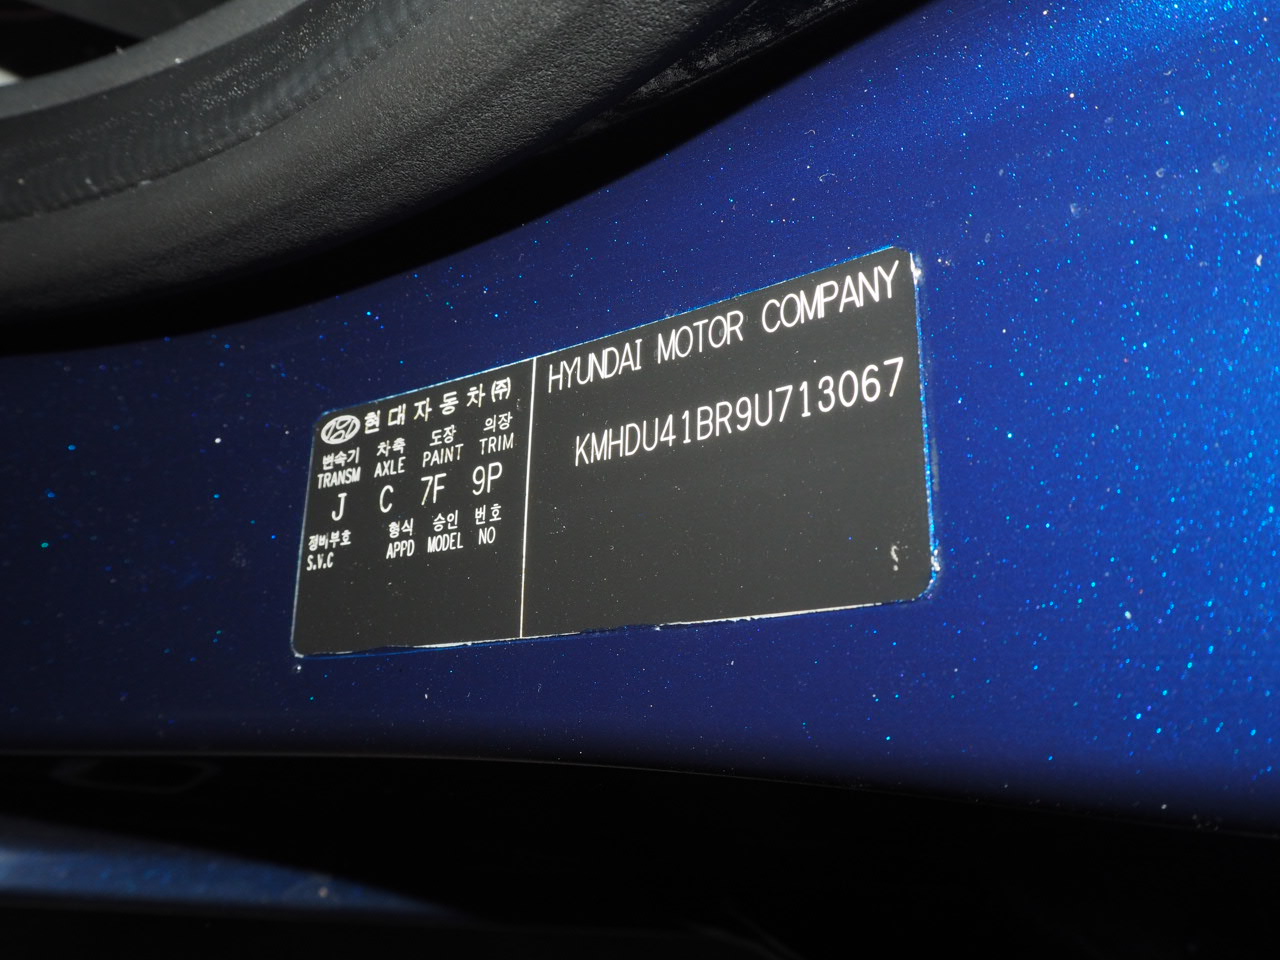 현대자동차(주)
변속기 차축 도장 의장
TRANSM AXLE PAINT TRIM
J C 7F 9P
정비부호 형식 승인 번호
S.V.C APPD MODEL NO
HYUNDAI MOTOR COMPANY
KMHDU41BR9U713067